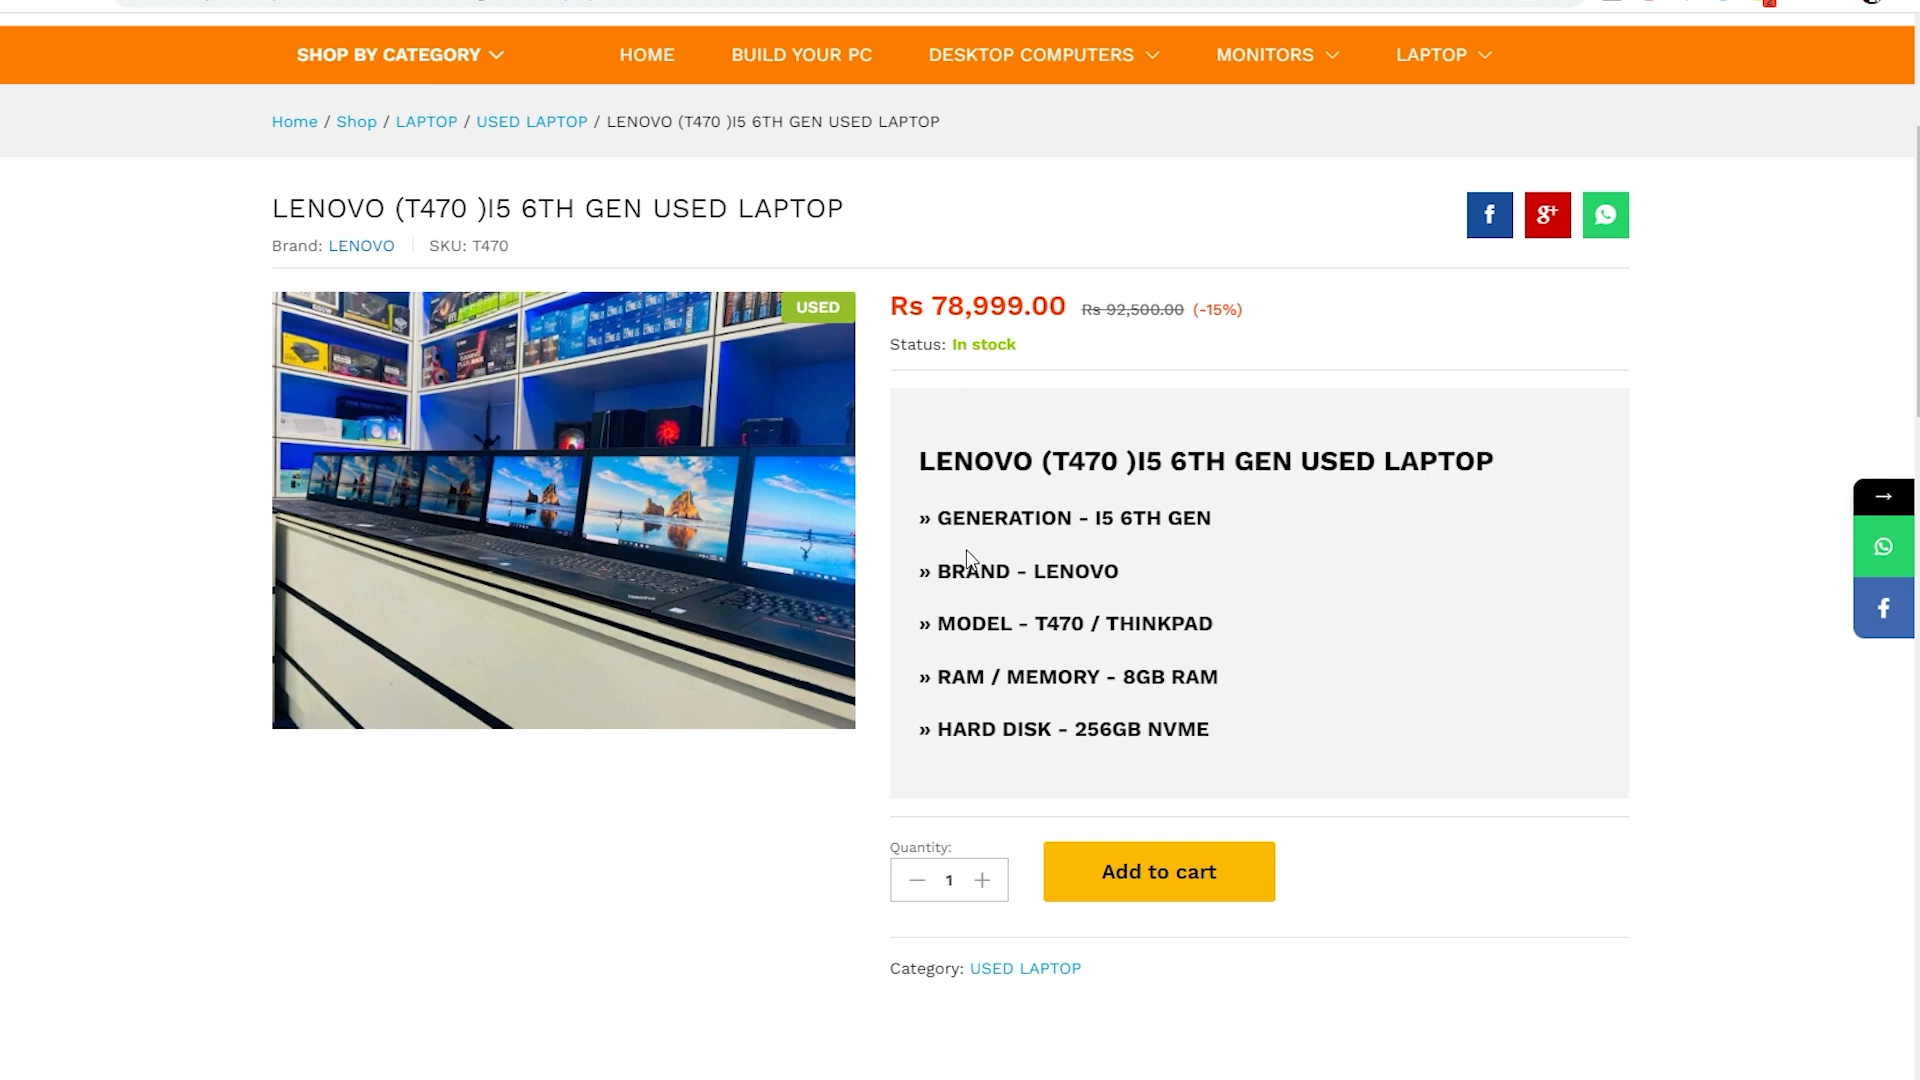 SHOP BY CATEGORY
HOME
BUILD YOUR PC
DESKTOP COMPUTERS
MONITORS
LAPTOP
Home / Shop / LAPTOP / USED LAPTOP / LENOVO (T470 )I5 6TH GEN USED LAPTOP
LENOVO (T470 )I5 6TH GEN USED LAPTOP
Brand: LENOVO SKU: T470
USED
Rs 78,999.00 Rs 92,500.00 (-15%)
Status: In stock
LENOVO (T470 )I5 6TH GEN USED LAPTOP
» GENERATION - I5 6TH GEN
» BRAND - LENOVO
» MODEL - T470 / THINKPAD
» RAM / MEMORY - 8GB RAM
» HARD DISK - 256GB NVME
Quantity:
1
Add to cart
Category: USED LAPTOP